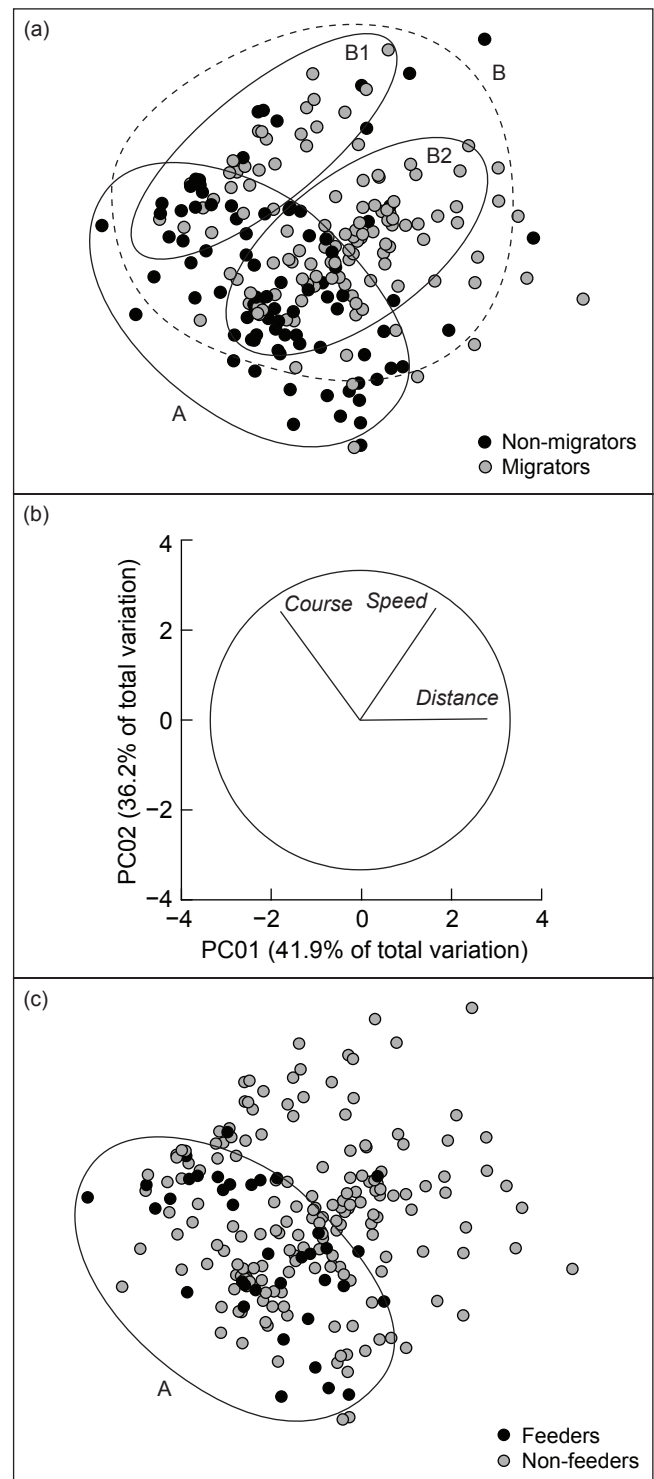 (a)
B1
B
B2
A
Non-migrators
Migrators
(b)
PC02 (36.2% of total variation)
4
2
0
−2
−4
Course Speed
Distance
−4 −2 0 2 4
PC01 (41.9% of total variation)
(c)
A
Feeders
Non-feeders